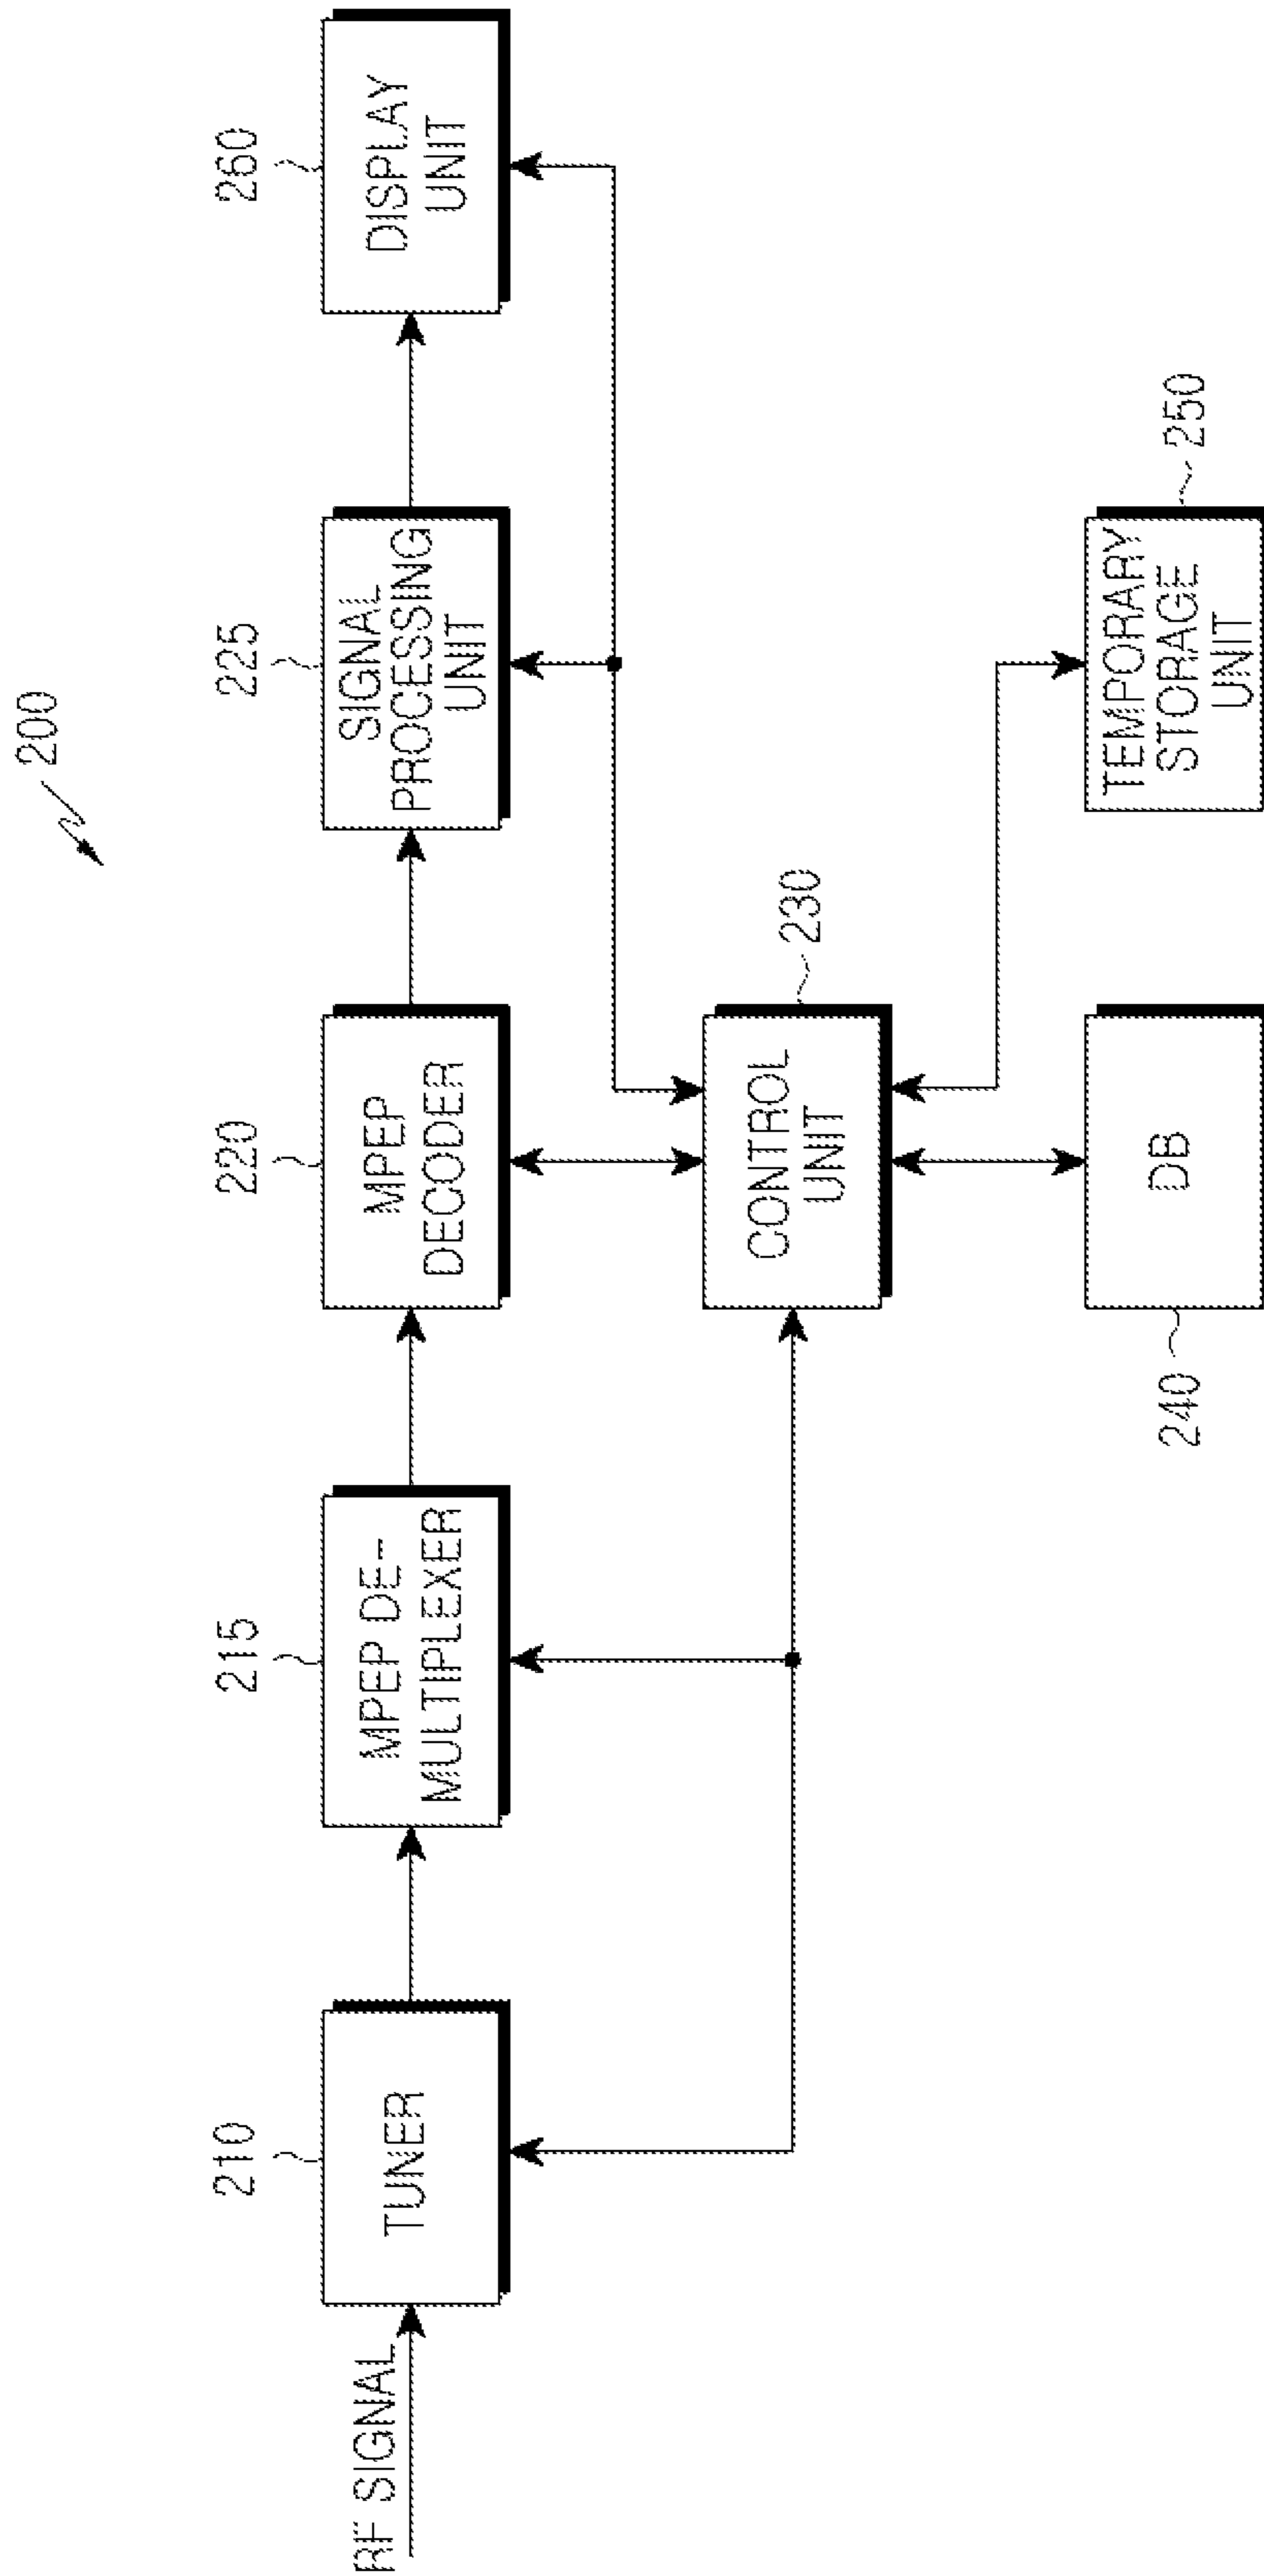 200
210
215
220
225
260
RF SIGNAL
TUNER
MPEP DE-
MULTIPLEXER
MPEP
DECODER
SIGNAL
PROCESSING
UNIT
DISPLAY
UNIT
230
CONTROL
UNIT
240
DB
TEMPORARY
STORAGE
UNIT
250